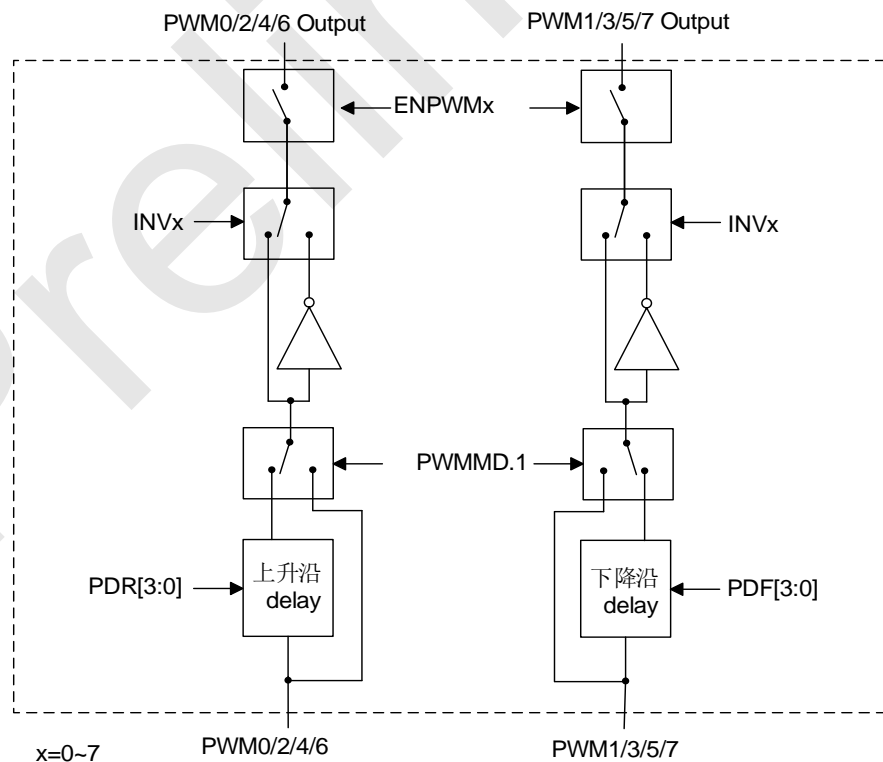 PWM0/2/4/6 Output
PWM1/3/5/7 Output
ENPWMx
INVx
INVx
PWMMD.1
PDR[3:0]
上升沿
delay
下降沿
delay
PDF[3:0]
PWM0/2/4/6
PWM1/3/5/7
x=0~7